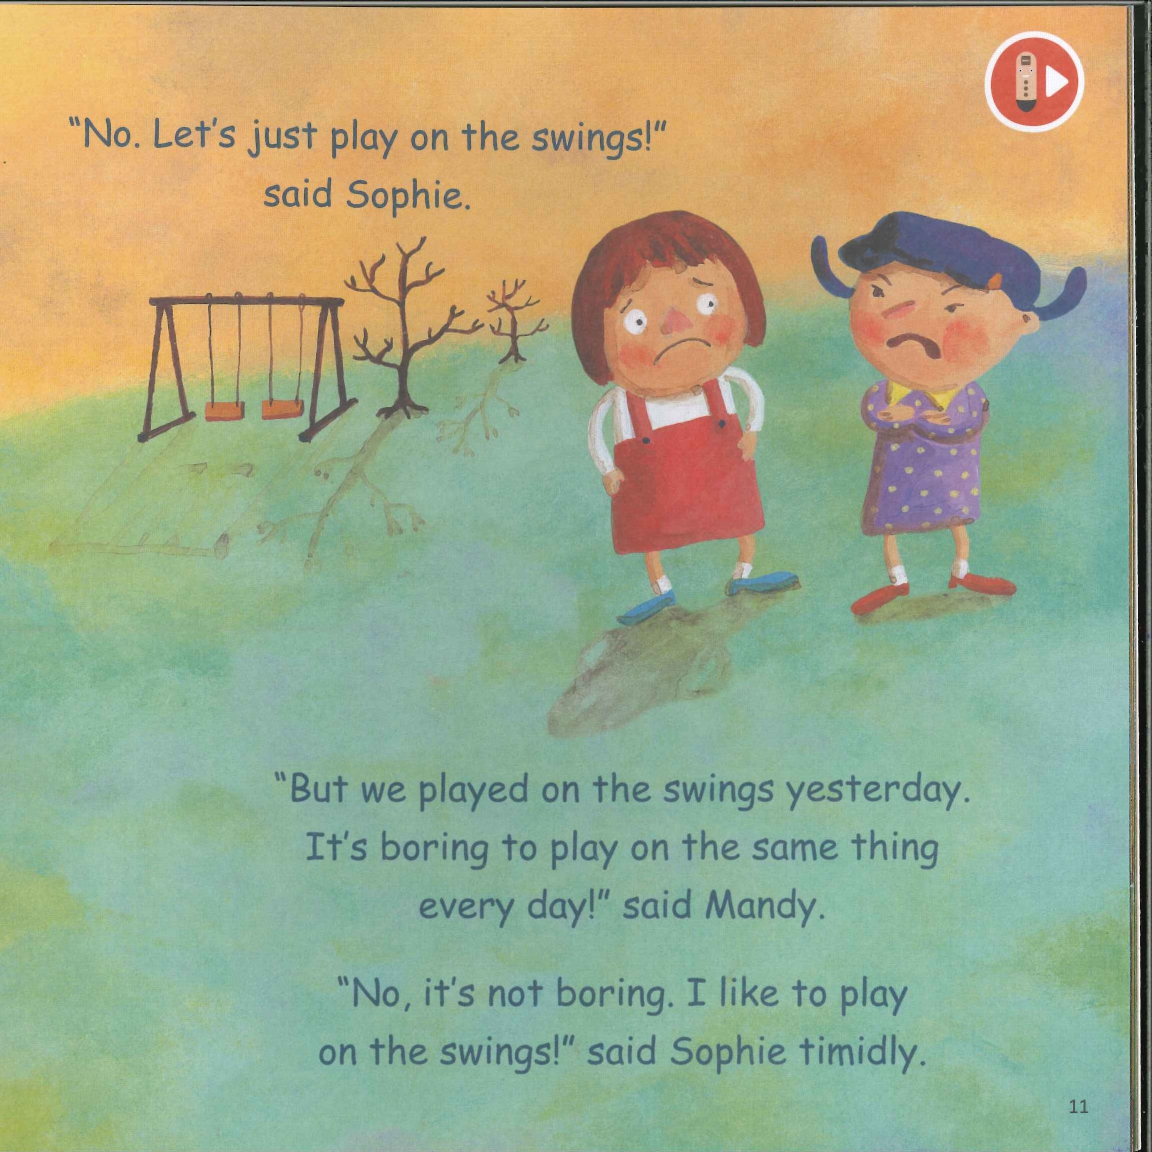 “No. Let’s just play on the swings!”
said Sophie.
“But we played on the swings yesterday.
It’s boring to play on the same thing
every day!” said Mandy.
“No, it’s not boring. I like to play
on the swings!” said Sophie timidly.
11